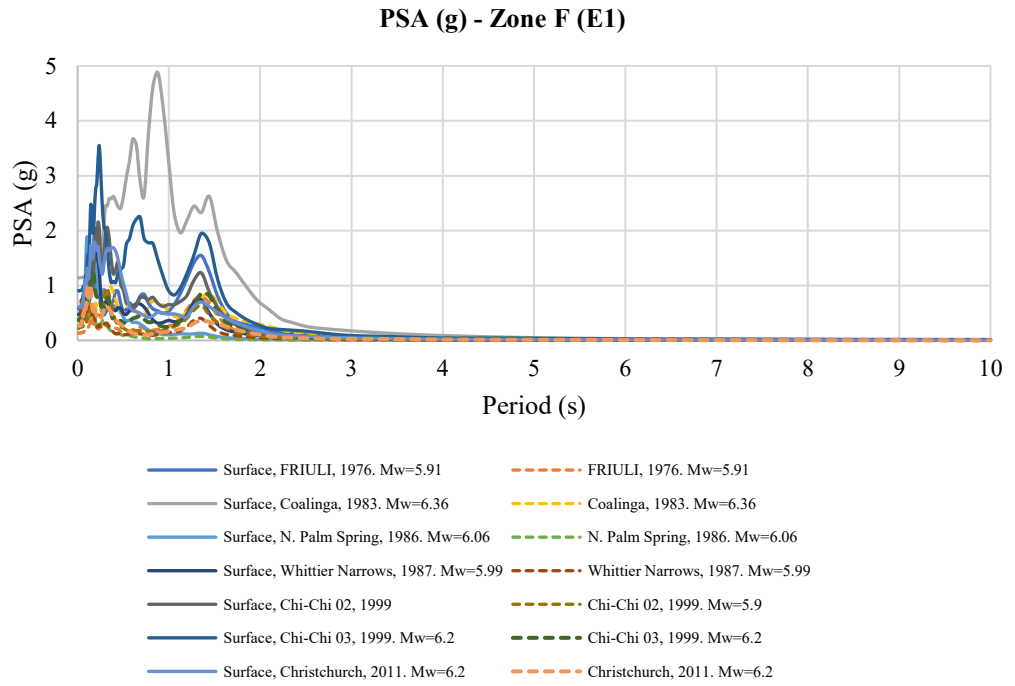 PSA (g) - Zone F (E1)
5
4
3
2
1
0
PSA (g)
0 1 2 3 4 5 6 7 8 9 10
Period (s)
Surface, FRIULI, 1976. Mw=5.91 FRIULI, 1976. Mw=5.91
Surface, Coalinga, 1983. Mw=6.36 Coalinga, 1983. Mw=6.36
Surface, N. Palm Spring, 1986. Mw=6.06 N. Palm Spring, 1986. Mw=6.06
Surface, Whittier Narrows, 1987. Mw=5.99 Whittier Narrows, 1987. Mw=5.99
Surface, Chi-Chi 02, 1999 Chi-Chi 02, 1999. Mw=5.9
Surface, Chi-Chi 03, 1999. Mw=6.2 Chi-Chi 03, 1999. Mw=6.2
Surface, Christchurch, 2011. Mw=6.2 Christchurch, 2011. Mw=6.2